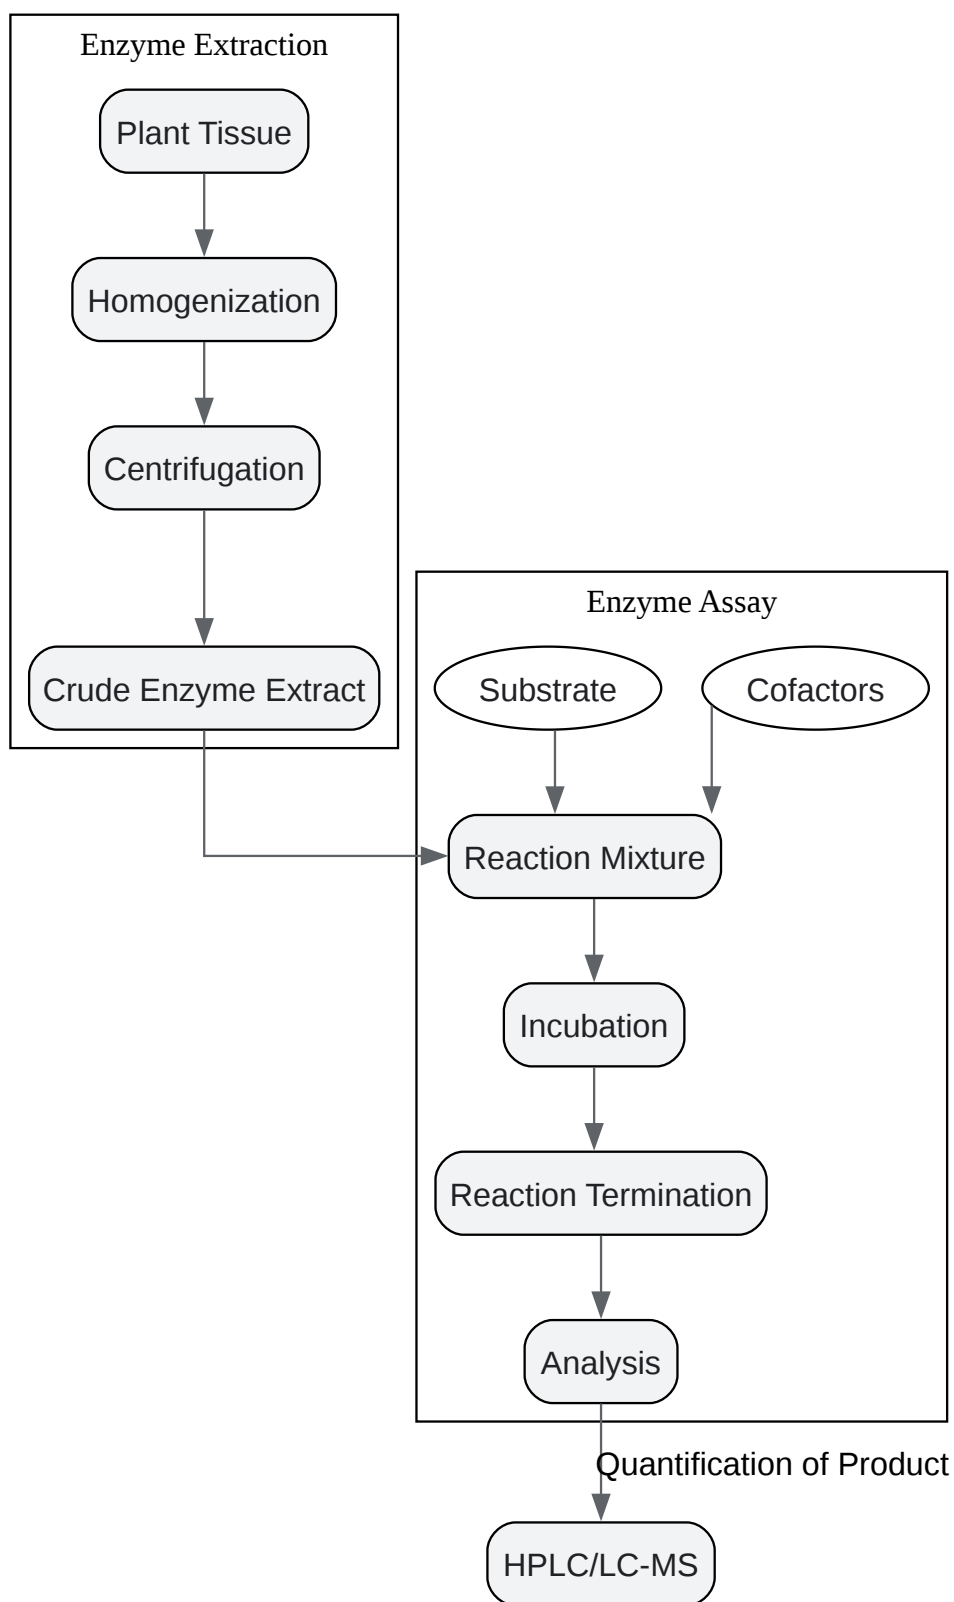 Enzyme Extraction
Plant Tissue
Homogenization
Centrifugation
Crude Enzyme Extract
Enzyme Assay
Substrate
Cofactors
Reaction Mixture
Incubation
Reaction Termination
Analysis
Quantification of Product
HPLC/LC-MS